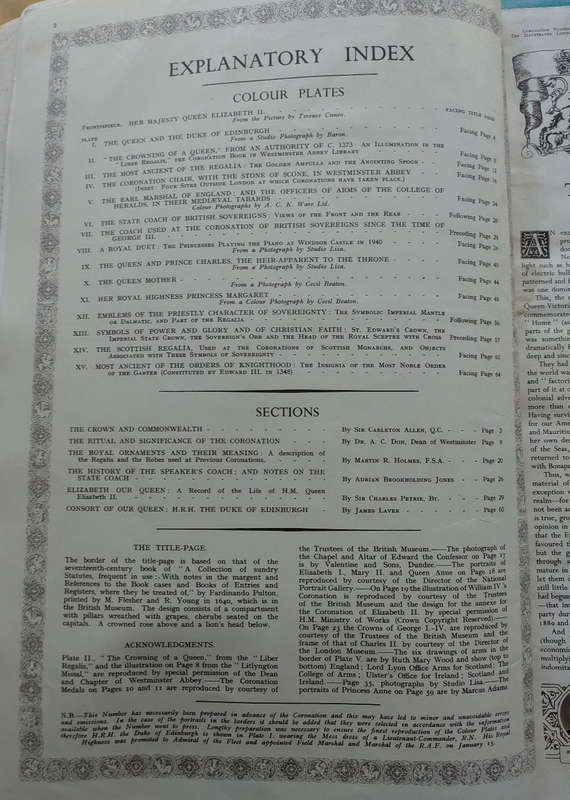 2
EXPLANATORY INDEX
COLOUR PLATES
Frontispiece. HER MAJESTY QUEEN ELIZABETH II. FACING TITLE PAGE
From the Picture by Terence Cuneo.
PLATE
I. THE QUEEN AND THE DUKE OF EDINBURGH Facing Page 4
From a Studio Photograph by Baron.
II. "THE CROWNING OF A QUEEN," FROM AN AUTHORITY OF C. 1373: AN ILLUMINATION IN THE
"LIBER REGALIS," THE CORONATION BOOK IN WESTMINSTER ABBEY LIBRARY Facing Page
III. THE MOST ANCIENT OF THE REGALIA: THE GOLDEN AMPULLA AND THE ANOINTING SPOON Facing Page
IV. THE CORONATION CHAIR, WITH THE STONE OF SCONE, IN WESTMINSTER ABBEY Facing Page
(INSET: FOUR SITES OUTSIDE LONDON AT WHICH CORONATIONS HAVE TAKEN PLACE.)
V. THE EARL MARSHAL OF ENGLAND; AND THE OFFICERS OF ARMS OF THE COLLEGE OF
HERALDS, IN THEIR MEDIÆVAL TABARDS Facing Page 24
Colour Photographs by A. C. K. Ware Ltd.
VI. THE STATE COACH OF BRITISH SOVEREIGNS: VIEWS OF THE FRONT AND THE REAR Following Page
VII. THE COACH USED AT THE CORONATION OF BRITISH SOVEREIGNS SINCE THE TIME OF
GEORGE III. Preceding Page
VIII. A ROYAL DUET: THE PRINCESSES PLAYING THE PIANO AT WINDSOR CASTLE IN 1940 Facing Page
From a Photograph by Studio Lisa.
IX. THE QUEEN AND PRINCE CHARLES, THE HEIR-APPARENT TO THE THRONE Facing Page
From a Photograph by Studio Lisa.
X. THE QUEEN MOTHER Facing Page 44
From a Photograph by Cecil Beaton.
XI. HER ROYAL HIGHNESS PRINCESS MARGARET Facing Page
From a Colour Photograph by Cecil Beaton.
XII. EMBLEMS OF THE PRIESTLY CHARACTER OF SOVEREIGNTY: THE SYMBOLIC IMPERIAL MANTLE
OR DALMATIC, AND PART OF THE REGALIA Following Page 56
XIII. SYMBOLS OF POWER AND GLORY AND OF CHRISTIAN FAITH: ST. EDWARD'S CROWN, THE
IMPERIAL STATE CROWN, THE SOVEREIGN'S ORB AND THE HEAD OF THE ROYAL SCEPTRE WITH CROSS Preceding Page 57
XIV. THE SCOTTISH REGALIA, USED AT THE CORONATIONS OF SCOTTISH MONARCHS, AND OBJECTS
ASSOCIATED WITH THESE SYMBOLS OF SOVEREIGNTY Facing Page
XV. MOST ANCIENT OF THE ORDERS OF KNIGHTHOOD: THE INSIGNIA OF THE MOST NOBLE ORDER
OF THE GARTER (CONSTITUTED BY EDWARD III. IN 1348) Facing Page 64
SECTIONS
THE CROWN AND COMMONWEALTH By SIR CARLETON ALLEN, Q.C. Page 3
THE RITUAL AND SIGNIFICANCE OF THE CORONATION By DR. A. C. DON, Dean of Westminster Page 9
THE ROYAL ORNAMENTS AND THEIR MEANING: A description of
the Regalia and the Robes used at Previous Coronations. By MARTIN R. HOLMES, F.S.A. Page 20
THE HISTORY OF THE SPEAKER'S COACH; AND NOTES ON THE
STATE COACH By ADRIAN BROOKHOLDING JONES Page 26
ELIZABETH OUR QUEEN: A Record of the Life of H.M. Queen
Elizabeth II. By SIR CHARLES PETRIE, BT. Page 29
CONSORT OF OUR QUEEN: H.R.H. THE DUKE OF EDINBURGH By JAMES LAVER Page 60
THE TITLE-PAGE.
The border of the title-page is based on that of the
seventeenth-century book of "A Collection of sundry
Statutes, frequent in use:-With notes in the margent and
References to the Book cases and Books of Entries and
Registers, where they be treated of," by Ferdinando Pulton,
printed by M. Flesher and R. Young in 1640, which is in
the British Museum. The design consists of a compartment
with pillars wreathed with grapes, cherubs seated on the
capitals. A crowned rose above and a lion's head below.
ACKNOWLEDGMENTS.
Plate II., "The Crowning of a Queen," from the "Liber
Regalis," and the illustration on Page 8 from the "Litlyngton
Missal," are reproduced by special permission of the Dean
and Chapter of Westminster Abbey—The Coronation
Medals on Pages 10 and 11 are reproduced by courtesy of
the Trustees of the British Museum.—The photograph of
the Chapel and Altar of Edward the Confessor on Page 17
is by Valentine and Sons, Dundee.—The portraits of
Elizabeth I., Mary II. and Queen Anne on Page 18 are
reproduced by courtesy of the Director of the National
Portrait Gallery.—On Page 19 the illustration of William IV.'s
Coronation is reproduced by courtesy of the Trustees
of the British Museum and the design for the annexe for
the Coronation of Elizabeth II. by special permission of
H.M. Ministry of Works (Crown Copyright Reserved).—
On Page 23 the Crowns of George I.-IV. are reproduced by
courtesy of the Trustees of the British Museum and the
frame of that of Charles II. by courtesy of the Director of
the London Museum.—The six drawings of arms in the
border of Plate V. are by Ruth Mary Wood and show (top to
bottom) England; Lord Lyon Office Arms for Scotland; The
College of Arms; Ulster's Office for Ireland; Scotland and
Ireland.—Page 35, photographs by Studio Lisa.—The
portraits of Princess Anne on Page 59 are by Marcus Adams
N.B.—This Number has necessarily been prepared in advance of the Coronation and this may have led to minor and unavoidable errors
and omissions. In the case of the portraits in the borders it should be added that they were selected in accordance with the information
available when the Number went to press. Lengthy preparation was necessary to ensure the finest reproduction of the Colour Plates and
therefore H.R.H. the Duke of Edinburgh is shown in Plate I. wearing the Mess dress of a Lieutenant-Commander, R.N. His Royal
Highness was promoted to Admiral of the Fleet and appointed Field Marshal and Marshal of the R.A.F. on January 15.